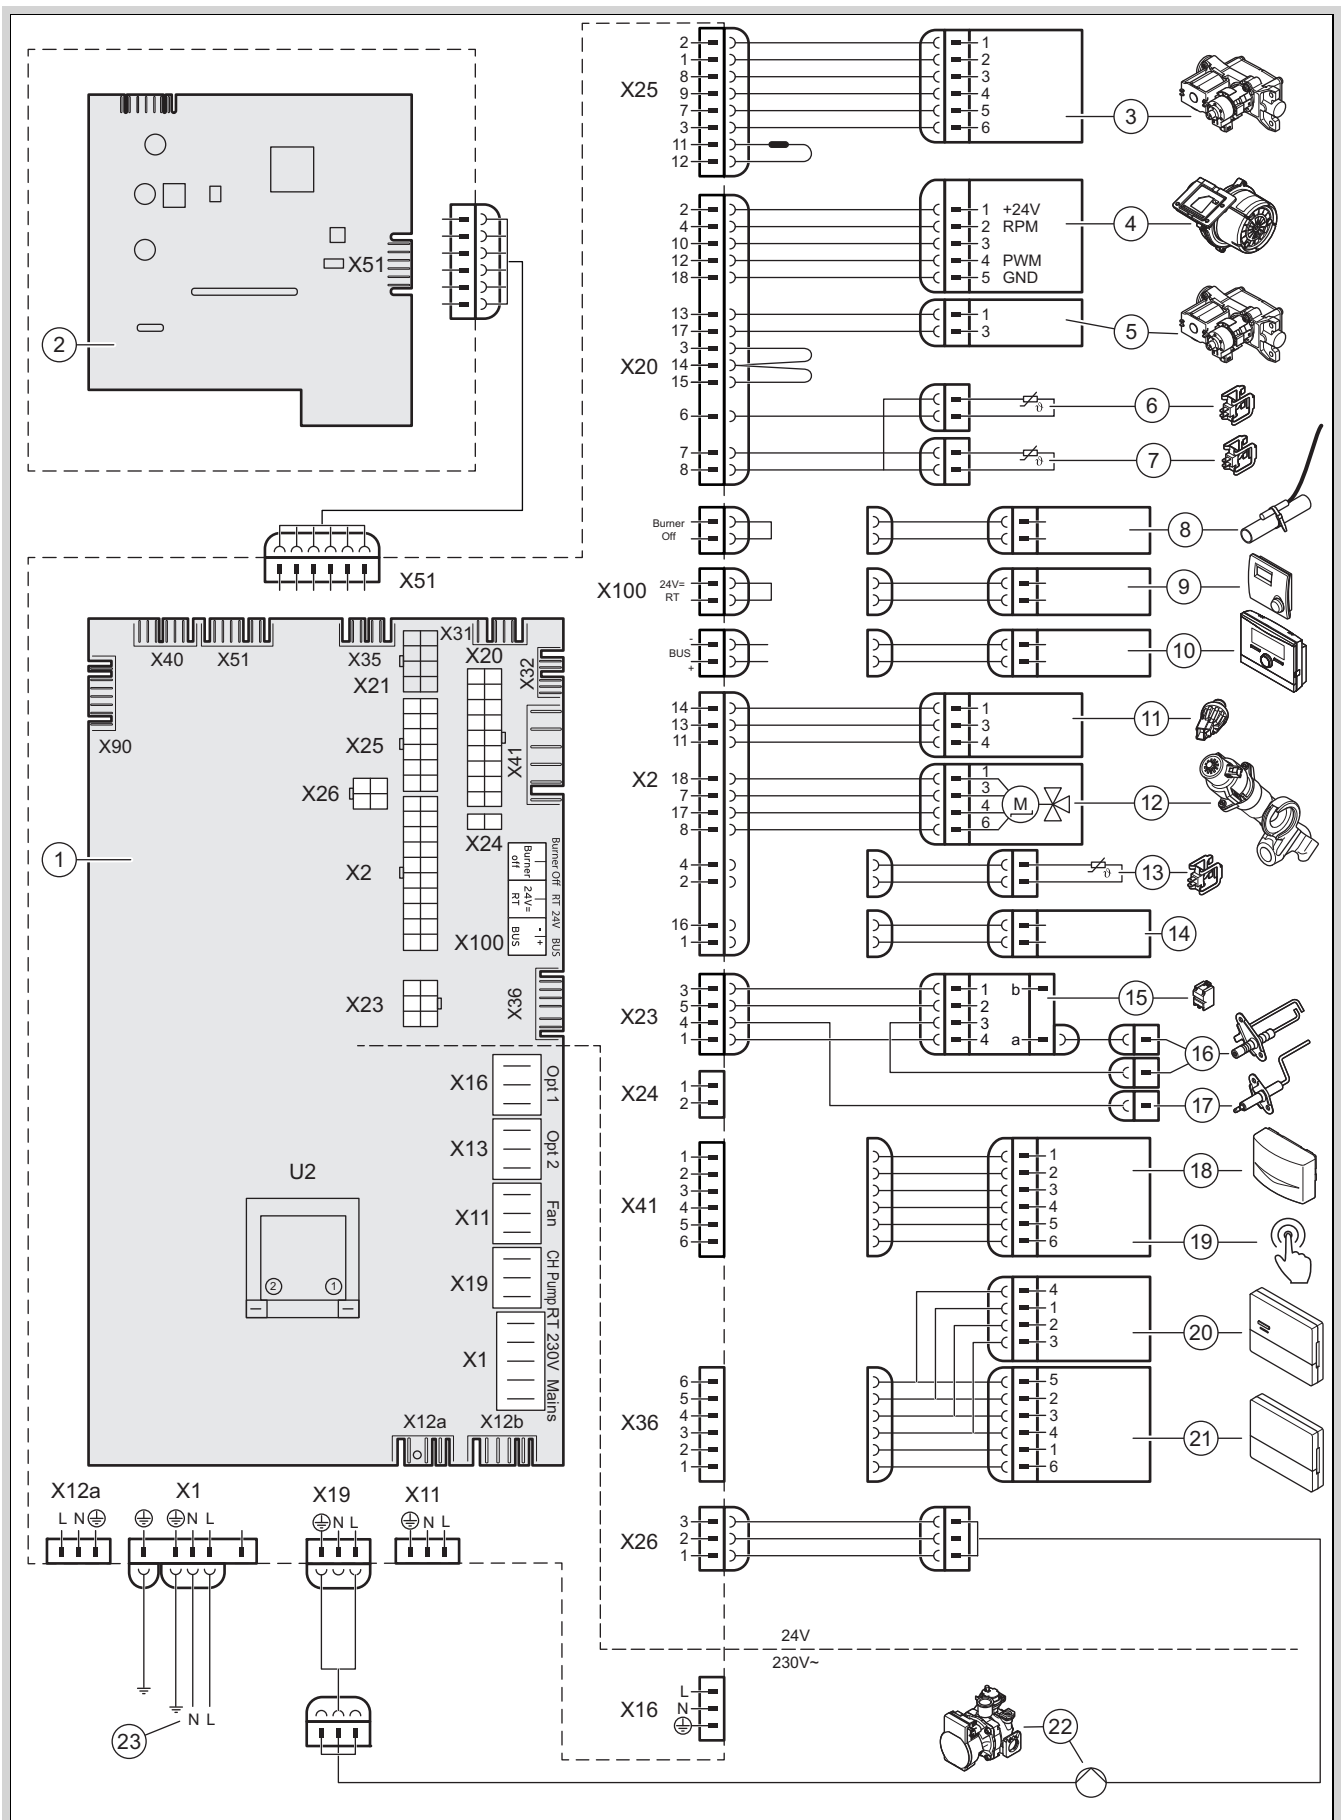 X25
2
1
8
9
7
3
11
12
1
2
3
4
5
6
3
X51
2
X20
2
4
10
12
18
13
17
3
14
15
6
7
8
1 +24V
2 RPM
3
4 PWM
5 GND
4
1
3
5
ϑ
6
ϑ
7
X51
Burner
Off
8
X100
24V=
RT
9
-
BUS
+
10
X40
X51
X35
X31
X20
X32
X21
X90
X25
X41
X26
X24
X2
1
Burner Off RT 24V BUS
Burner
off
24V=
RT
- +
BUS
X100
X23
X36
X2
14
13
11
18
7
17
8
4
2
16
1
1
3
4
11
1
3
4
6
M
12
ϑ
13
14
X23
3
5
4
1
1
2
3
4
b
a
15
16
X24
1
2
17
X16
Opt 1
X13
Opt 2
X11
Fan
X19
CH Pump
X1
RT 230V Mains
U2
2
1
X12a
X12b
X41
1
2
3
4
5
6
1
2
3
4
5
6
18
19
4
1
2
3
20
X36
6
5
4
3
2
1
5
2
3
4
1
6
21
X12a
L N
X1
N L
X19
N L
X11
N L
X26
3
2
1
24V
230V~
X16
L
N
22
23
N L